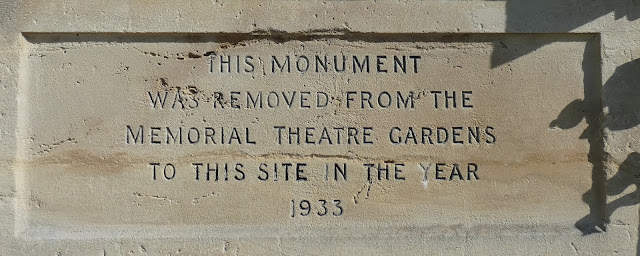 THIS MONUMENT
WAS REMOVED FROM THE
MEMORIAL THEATRE GARDENS
TO THIS SITE IN THE YEAR
1933